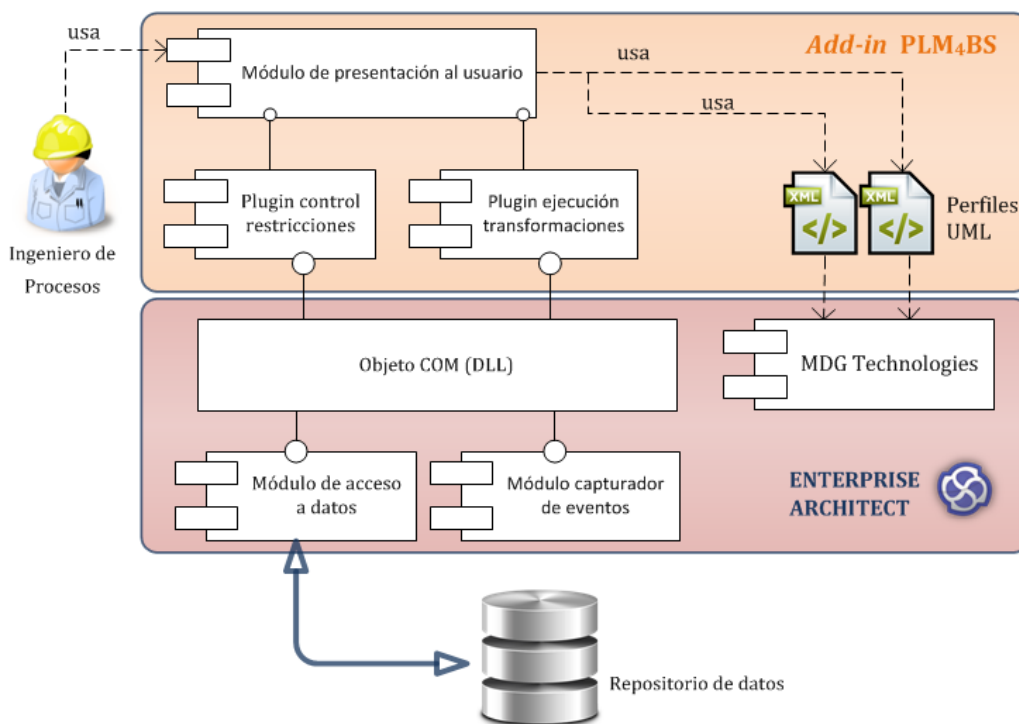 usa
Add-in PLM4BS
Módulo de presentación al usuario
usa
usa
Plugin control
restricciones
Plugin ejecución
transformaciones
XML
</>
XML
</>
Perfiles
UML
Ingeniero de
Procesos
Objeto COM (DLL)
MDG Technologies
Módulo de acceso
a datos
Módulo capturador
de eventos
ENTERPRISE
ARCHITECT
Repositorio de datos